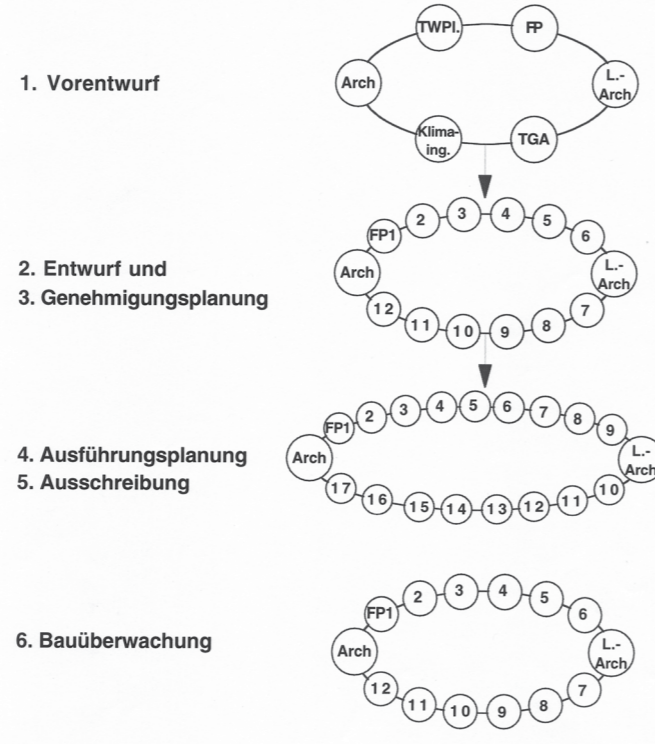 TWPl.
FP
1. Vorentwurf
Arch
L.-
Arch
Klima-
ing.
TGA
2
3
4
5
FP1
6
2. Entwurf und
3. Genehmigungsplanung
Arch
L.-
Arch
12
11
10
9
8
7
FP1
2
3
4
5
6
7
8
9
4. Ausführungsplanung
5. Ausschreibung
Arch
L.-
Arch
17
16
15
14
13
12
11
10
FP1
2
3
4
5
6
6. Bauüberwachung
Arch
L.-
Arch
12
11
10
9
8
7